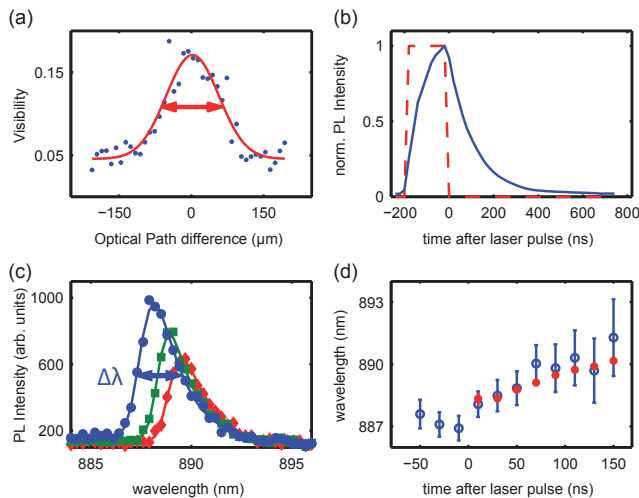 (a)
Visibility
0.15
0.05
-150
0
150
Optical Path difference (μm)
(b)
norm. PL Intensity
1
0.5
0
-200
0
200
400
600
800
time after laser pulse (ns)
(c)
PL Intensity (arb. units)
1000
600
200
Δλ
885
890
895
wavelength (nm)
(d)
wavelength (nm)
893
890
887
-50
0
50
100
150
time after laser pulse (ns)